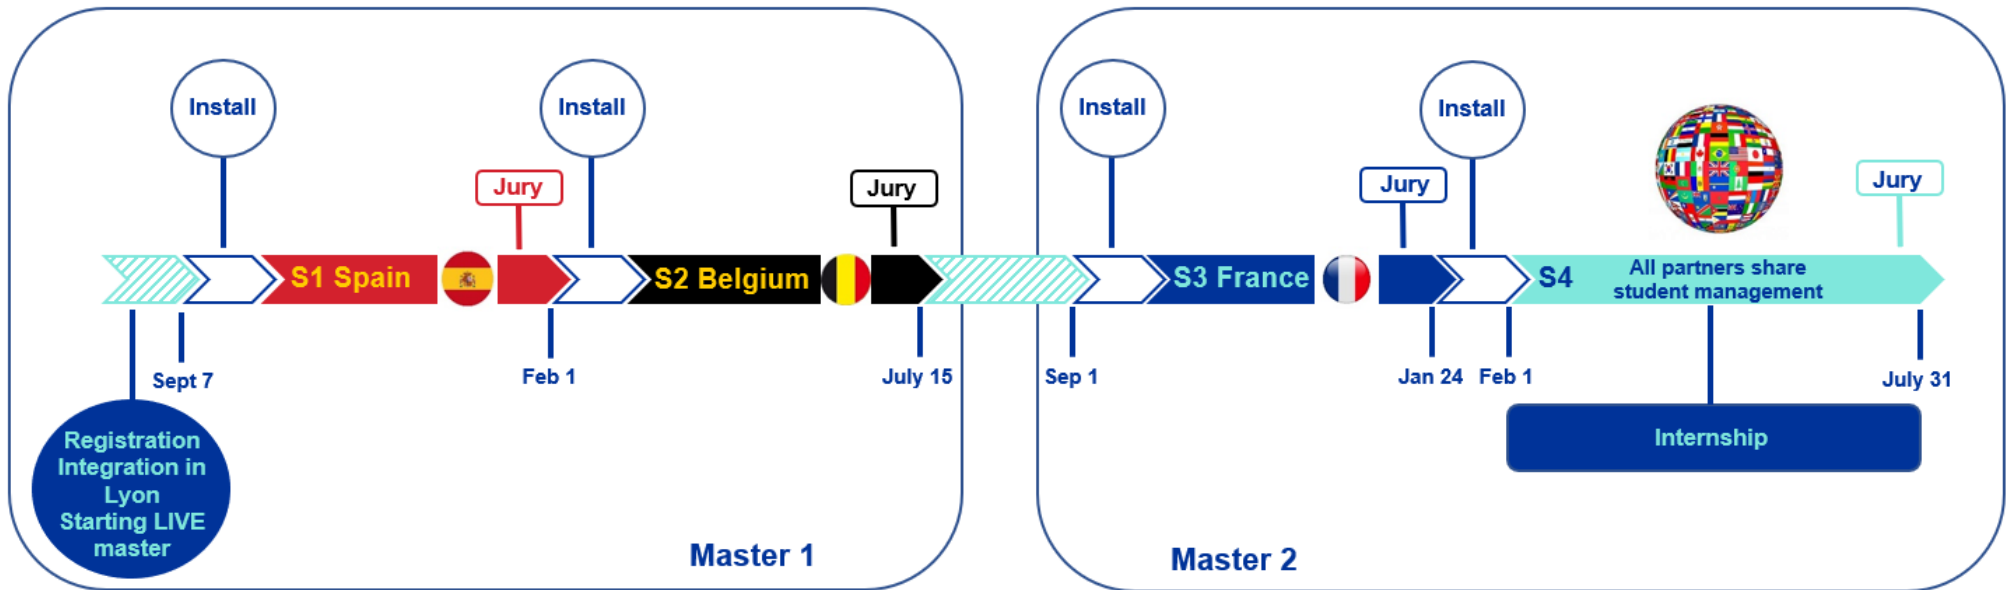 Install
Install
Install
Install
Jury
Jury
Jury
Jury
S1 Spain
S2 Belgium
S3 France
S4
All partners share
student management
Sept 7
Feb 1
July 15
Sep 1
Jan 24
Feb 1
July 31
Registration
Integration in
Lyon
Starting LIVE
master
Internship
Master 1
Master 2